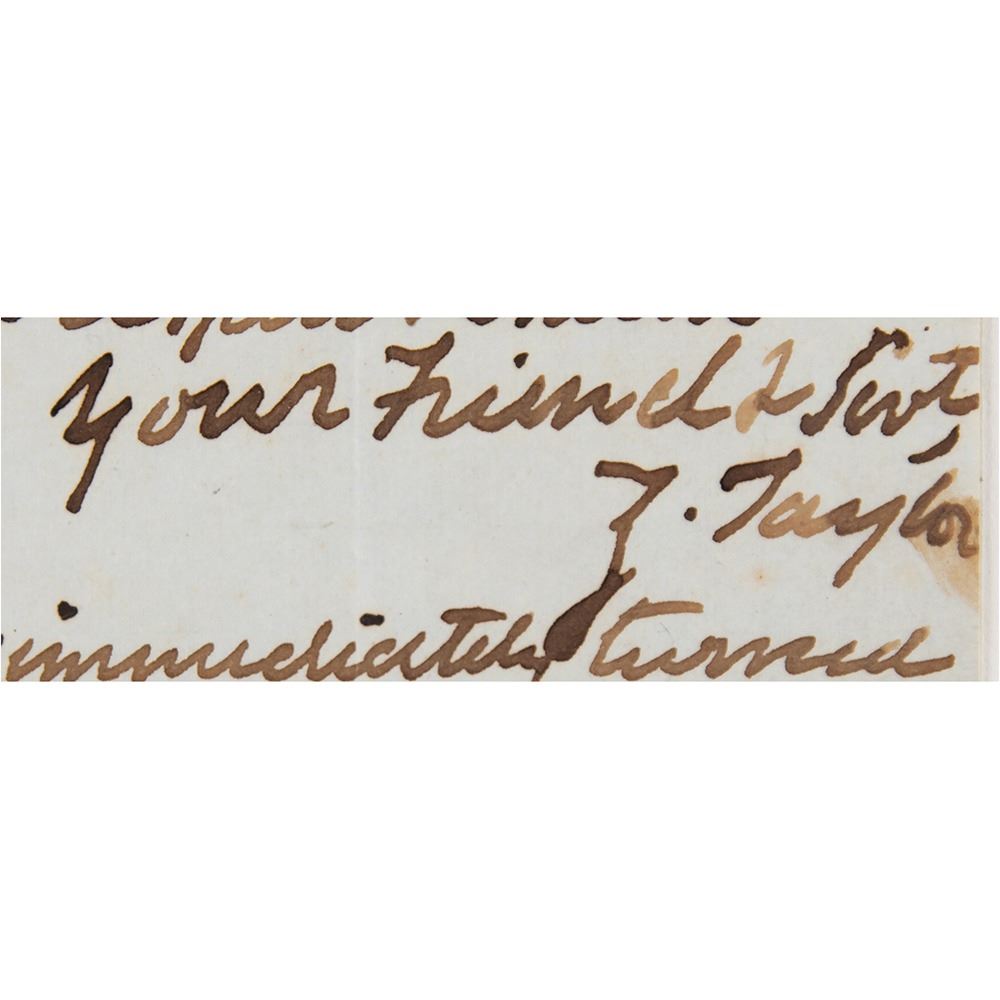 your Friend & Servt,
Z. Taylor
immediately turned